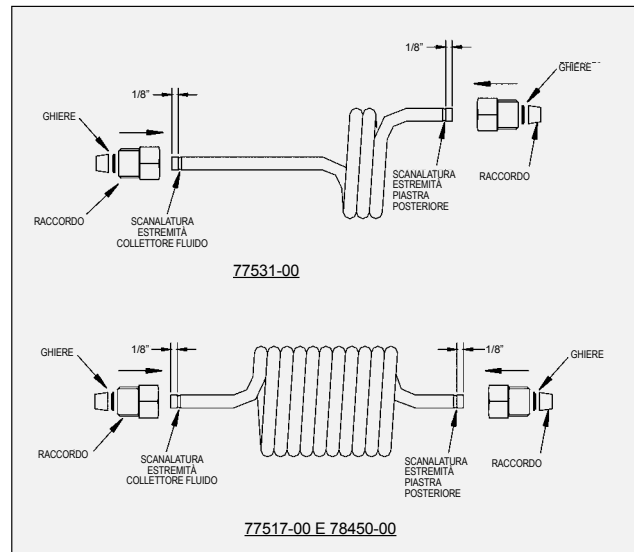 1/8"
GHIERE
1/8"
GHIERE
RACCORDO
SCANALATURA
ESTREMITÀ
COLLETTORE FLUIDO
SCANALATURA
ESTREMITÀ
PIASTRA
POSTERIORE
RACCORDO
77531-00
1/8"
GHIERE
1/8"
GHIERE
RACCORDO
SCANALATURA
ESTREMITÀ
COLLETTORE FLUIDO
SCANALATURA
ESTREMITÀ
PIASTRA
POSTERIORE
RACCORDO
77517-00 E 78450-00